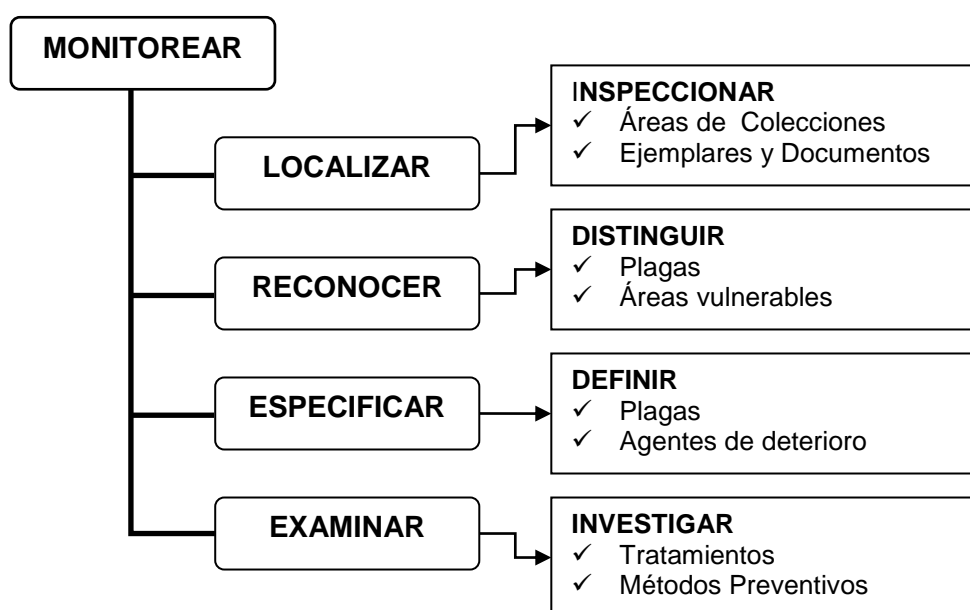 MONITOREAR
LOCALIZAR
INSPECCIONAR
✓ Áreas de Colecciones
✓ Ejemplares y Documentos
RECONOCER
DISTINGUIR
✓ Plagas
✓ Áreas vulnerables
ESPECIFICAR
DEFINIR
✓ Plagas
✓ Agentes de deterioro
EXAMINAR
INVESTIGAR
✓ Tratamientos
✓ Métodos Preventivos